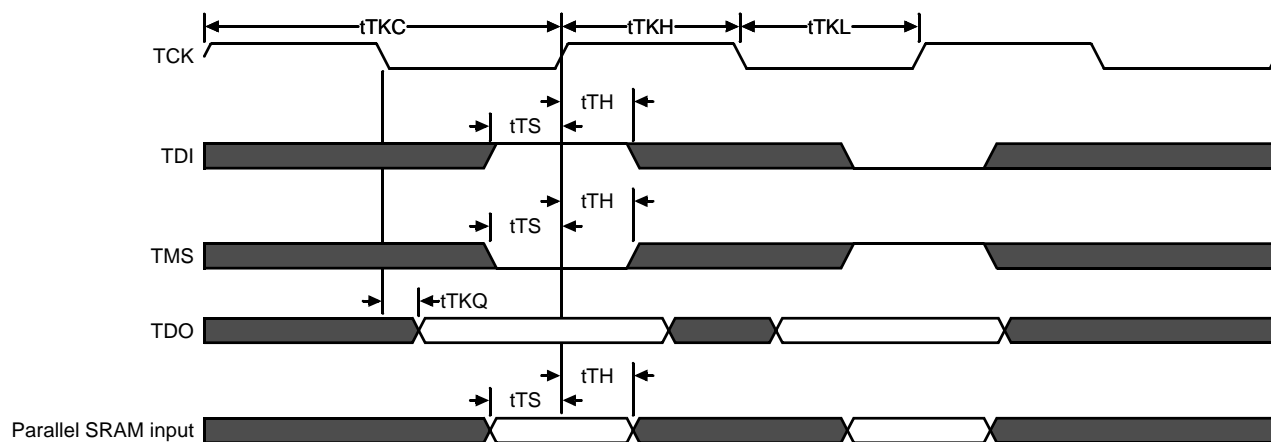 tTKC tTKH tTKL
TCK
tTH
tTS
TDI
tTH
tTS
TMS
tTKQ
TDO
tTH
tTS
Parallel SRAM input